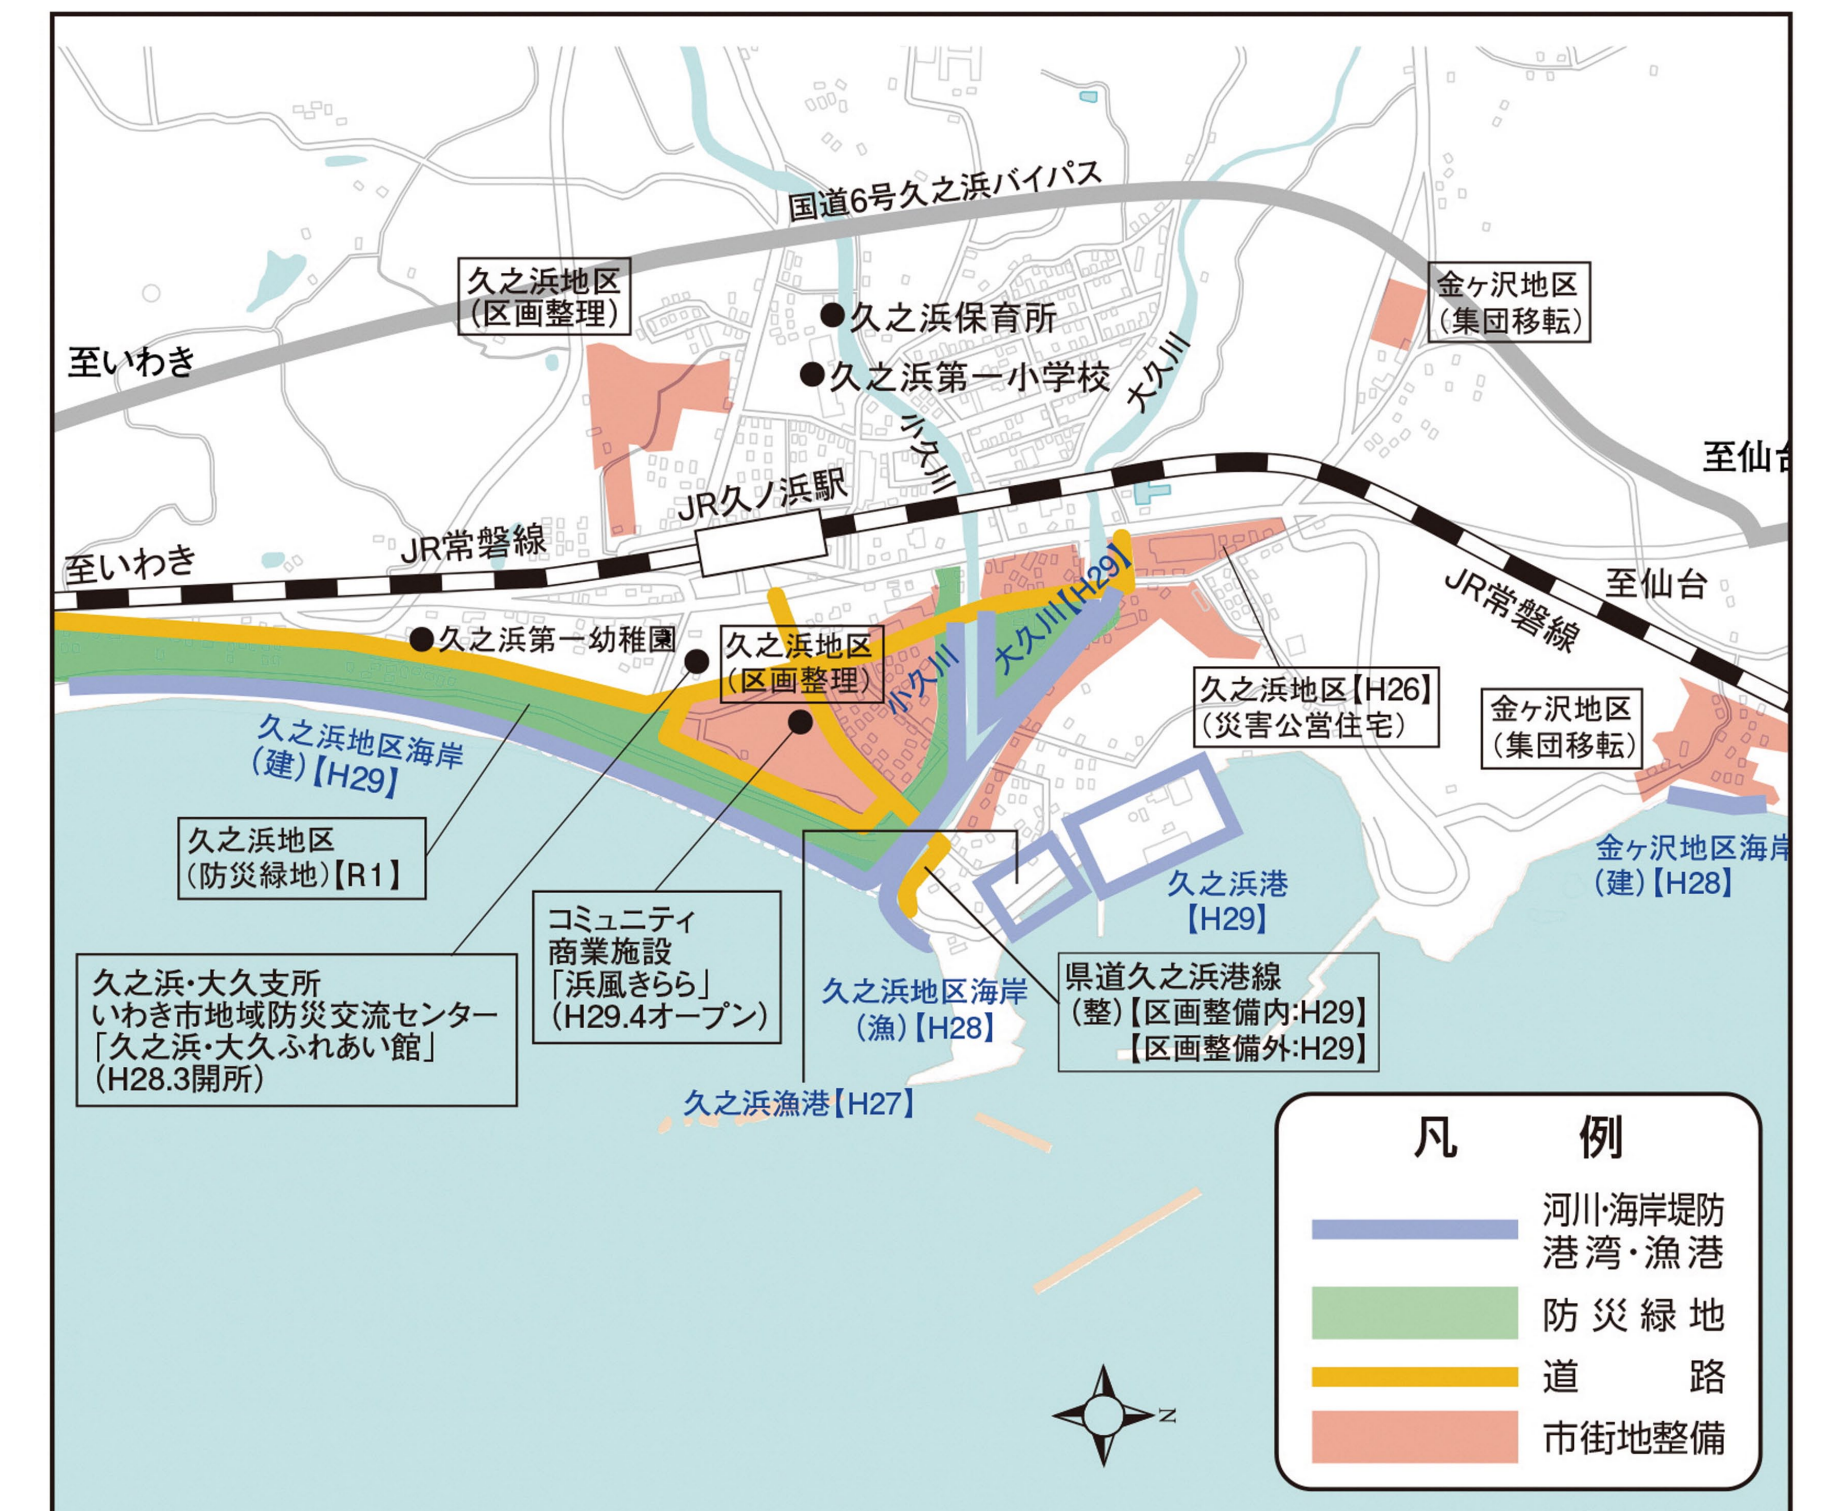 国道6号久之浜バイパス
久之浜地区
(区画整理)
金ヶ沢地区
(集団移転)
久之浜保育所
至いわき
久之浜第一小学校
大久川
小久川
至仙台
JR久ノ浜駅
JR常磐線
至いわき
至仙台
JR常磐線
大久川【H29】
久之浜第一幼稚園
久之浜地区
(区画整理)
小久川
久之浜地区【H26】
(災害公営住宅)
金ヶ沢地区
(集団移転)
久之浜地区海岸
(建)【H29】
久之浜地区
(防災緑地)【R1】
金ヶ沢地区海岸
(建)【H28】
久之浜港
【H29】
コミュニティ
商業施設
「浜風きらら」
(H29.4オープン)
久之浜・大久支所
いわき市地域防災交流センター
「久之浜・大久ふれあい館」
(H28.3開所)
久之浜地区海岸
(漁)【H28】
県道久之浜港線
(整)【区画整備内:H29】
【区画整備外:H29】
久之浜漁港【H27】
凡例
河川・海岸堤防
港湾・漁港
防災緑地
道路
市街地整備
N